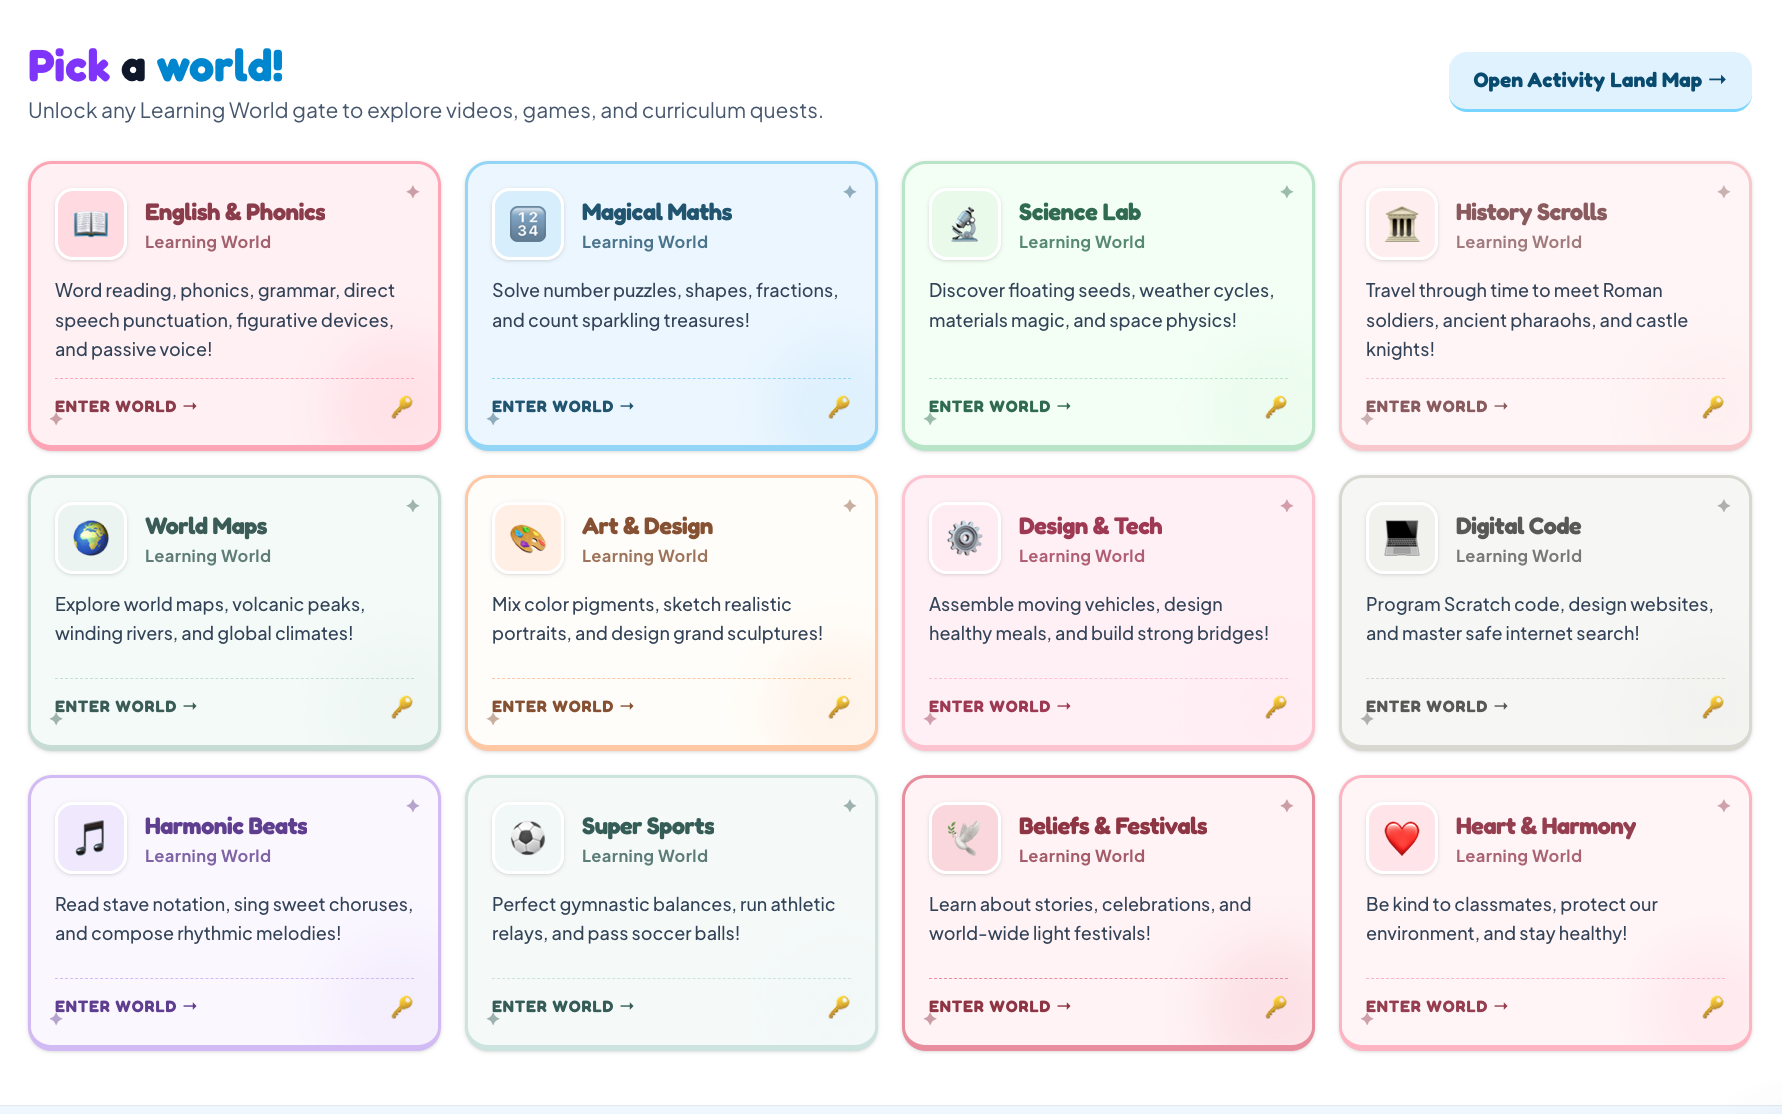 Pick a world!
Unlock any Learning World gate to explore videos, games, and curriculum quests.
Open Activity Land Map →
English & Phonics
Learning World
Word reading, phonics, grammar, direct
speech punctuation, figurative devices,
and passive voice!
ENTER WORLD →
12
34
Magical Maths
Learning World
Solve number puzzles, shapes, fractions,
and count sparkling treasures!
ENTER WORLD →
Science Lab
Learning World
Discover floating seeds, weather cycles,
materials magic, and space physics!
ENTER WORLD →
History Scrolls
Learning World
Travel through time to meet Roman
soldiers, ancient pharaohs, and castle
knights!
ENTER WORLD →
World Maps
Learning World
Explore world maps, volcanic peaks,
winding rivers, and global climates!
ENTER WORLD →
Art & Design
Learning World
Mix color pigments, sketch realistic
portraits, and design grand sculptures!
ENTER WORLD →
Design & Tech
Learning World
Assemble moving vehicles, design
healthy meals, and build strong bridges!
ENTER WORLD →
Digital Code
Learning World
Program Scratch code, design websites,
and master safe internet search!
ENTER WORLD →
Harmonic Beats
Learning World
Read stave notation, sing sweet choruses,
and compose rhythmic melodies!
ENTER WORLD →
Super Sports
Learning World
Perfect gymnastic balances, run athletic
relays, and pass soccer balls!
ENTER WORLD →
Beliefs & Festivals
Learning World
Learn about stories, celebrations, and
world-wide light festivals!
ENTER WORLD →
Heart & Harmony
Learning World
Be kind to classmates, protect our
environment, and stay healthy!
ENTER WORLD →